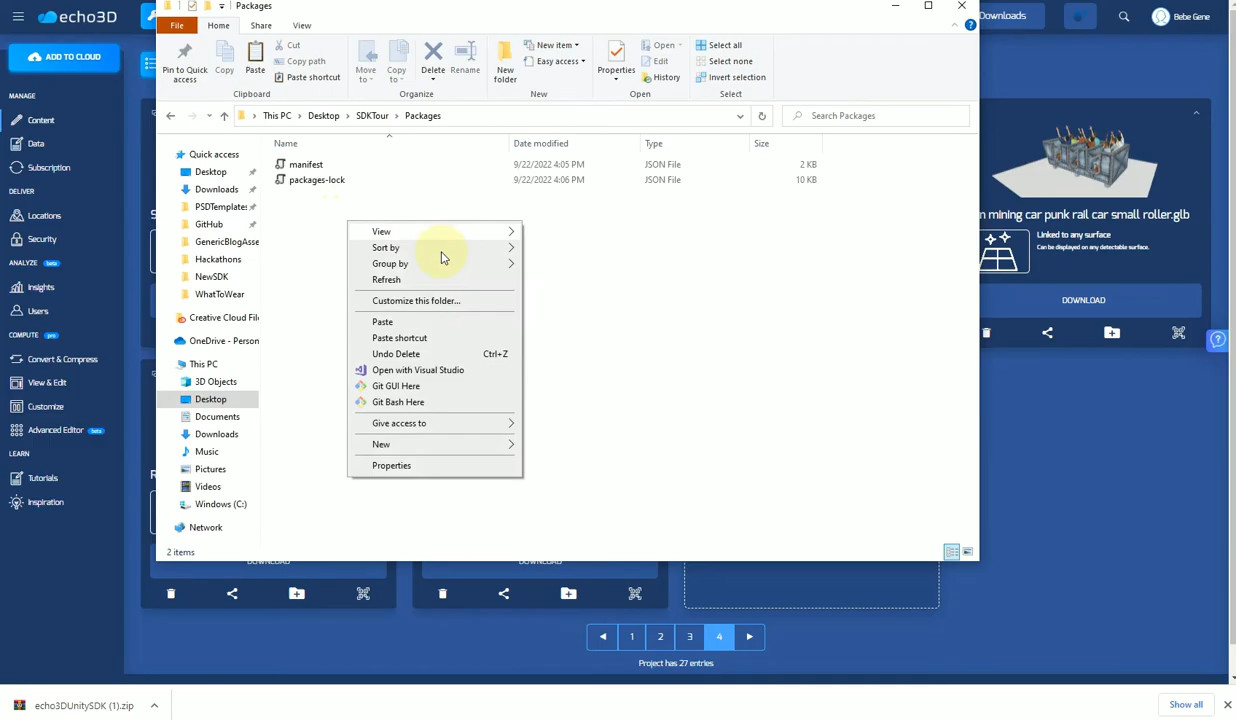 Packages
echo3D
File
Home
Share
View
Downloads
Bebe Gene
ADD TO CLOUD
Pin to Quick access
Copy
Paste
Cut
Copy path
Paste shortcut
Clipboard
Move to
Copy to
Delete
Rename
Organize
New folder
New item
Easy access
New
Properties
Open
Edit
History
Open
Select all
Select none
Invert selection
Select
This PC > Desktop > SDKTour > Packages
Search Packages
Name
Date modified
Type
Size
manifest
9/22/2022 4:05 PM
JSON File
2 KB
packages-lock
9/22/2022 4:06 PM
JSON File
10 KB
MANAGE
Content
Data
Subscription
DELIVER
Locations
Security
ANALYZE beta
Insights
Users
COMPUTE pro
Convert & Compress
View & Edit
Customize
Advanced Editor beta
LEARN
Tutorials
Inspiration
Quick access
Desktop
Downloads
PSDTemplates
GitHub
GenericBlogAsse
Hackathons
NewSDK
WhatToWear
Creative Cloud File
OneDrive - Person
This PC
3D Objects
Desktop
Documents
Downloads
Music
Pictures
Videos
Windows (C:)
Network
2 items
View
Sort by
Group by
Refresh
Customize this folder...
Paste
Paste shortcut
Undo Delete Ctrl+Z
Open with Visual Studio
Git GUI Here
Git Bash Here
Give access to
New
Properties
n mining car punk rail car small roller.glb
Linked to any surface
Can be displayed on any detectable surface.
DOWNLOAD
DOWNLOAD
DOWNLOAD
1
2
3
4
Project has 27 entries
echo3DUnitySDK (1).zip
Show all